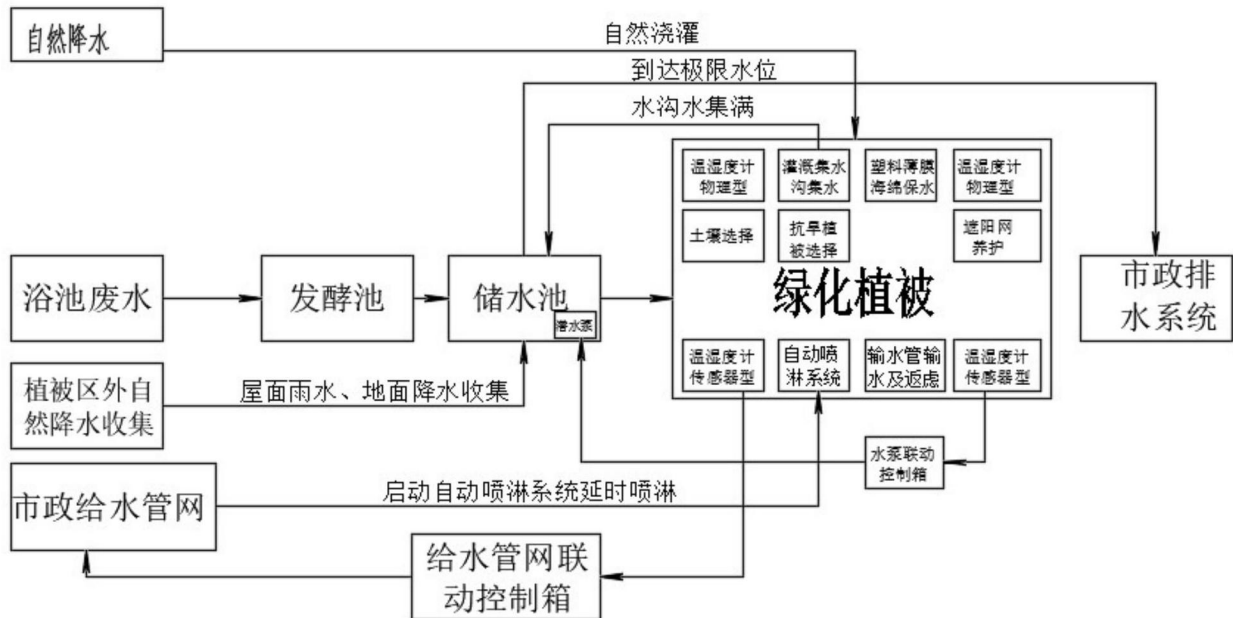 自然降水
自然浇灌
到达极限水位
水沟水集满
温湿度计
物理型
灌溉集水
沟集水
塑料薄膜
海绵保水
温湿度计
物理型
土壤选择
抗旱植
被选择
遮阳网
养护
浴池废水
发酵池
储水池
潜水泵
绿化植被
市政排
水系统
温湿度计
传感器型
自动喷
淋系统
输水管输
水及返虑
温湿度计
传感器型
植被区外自
然降水收集
屋面雨水、地面降水收集
水泵联动
控制箱
市政给水管网
启动自动喷淋系统延时喷淋
给水管网联
动控制箱